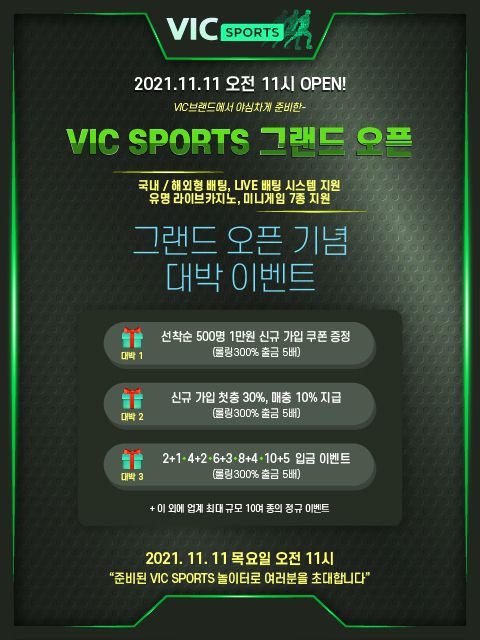 VIC SPORTS
2021.11.11 오전 11시 OPEN!
VIC브랜드에서 야심차게 준비한-
VIC SPORTS 그랜드 오픈
국내 / 해외형 배팅, LIVE 배팅 시스템 지원
유명 라이브카지노, 미니게임 7종 지원
그랜드 오픈 기념
대박 이벤트
대박 1
선착순 500명 1만원 신규 가입 쿠폰 증정
(롤링300% 출금 5배)
대박 2
신규 가입 첫충 30%, 매충 10% 지급
(롤링300% 출금 5배)
대박 3
2+1•4+2•6+3•8+4•10+5 입금 이벤트
(롤링300% 출금 5배)
+ 이 외에 업계 최대 규모 10여 종의 정규 이벤트
2021. 11. 11 목요일 오전 11시
“준비된 VIC SPORTS 놀이터로 여러분을 초대합니다”